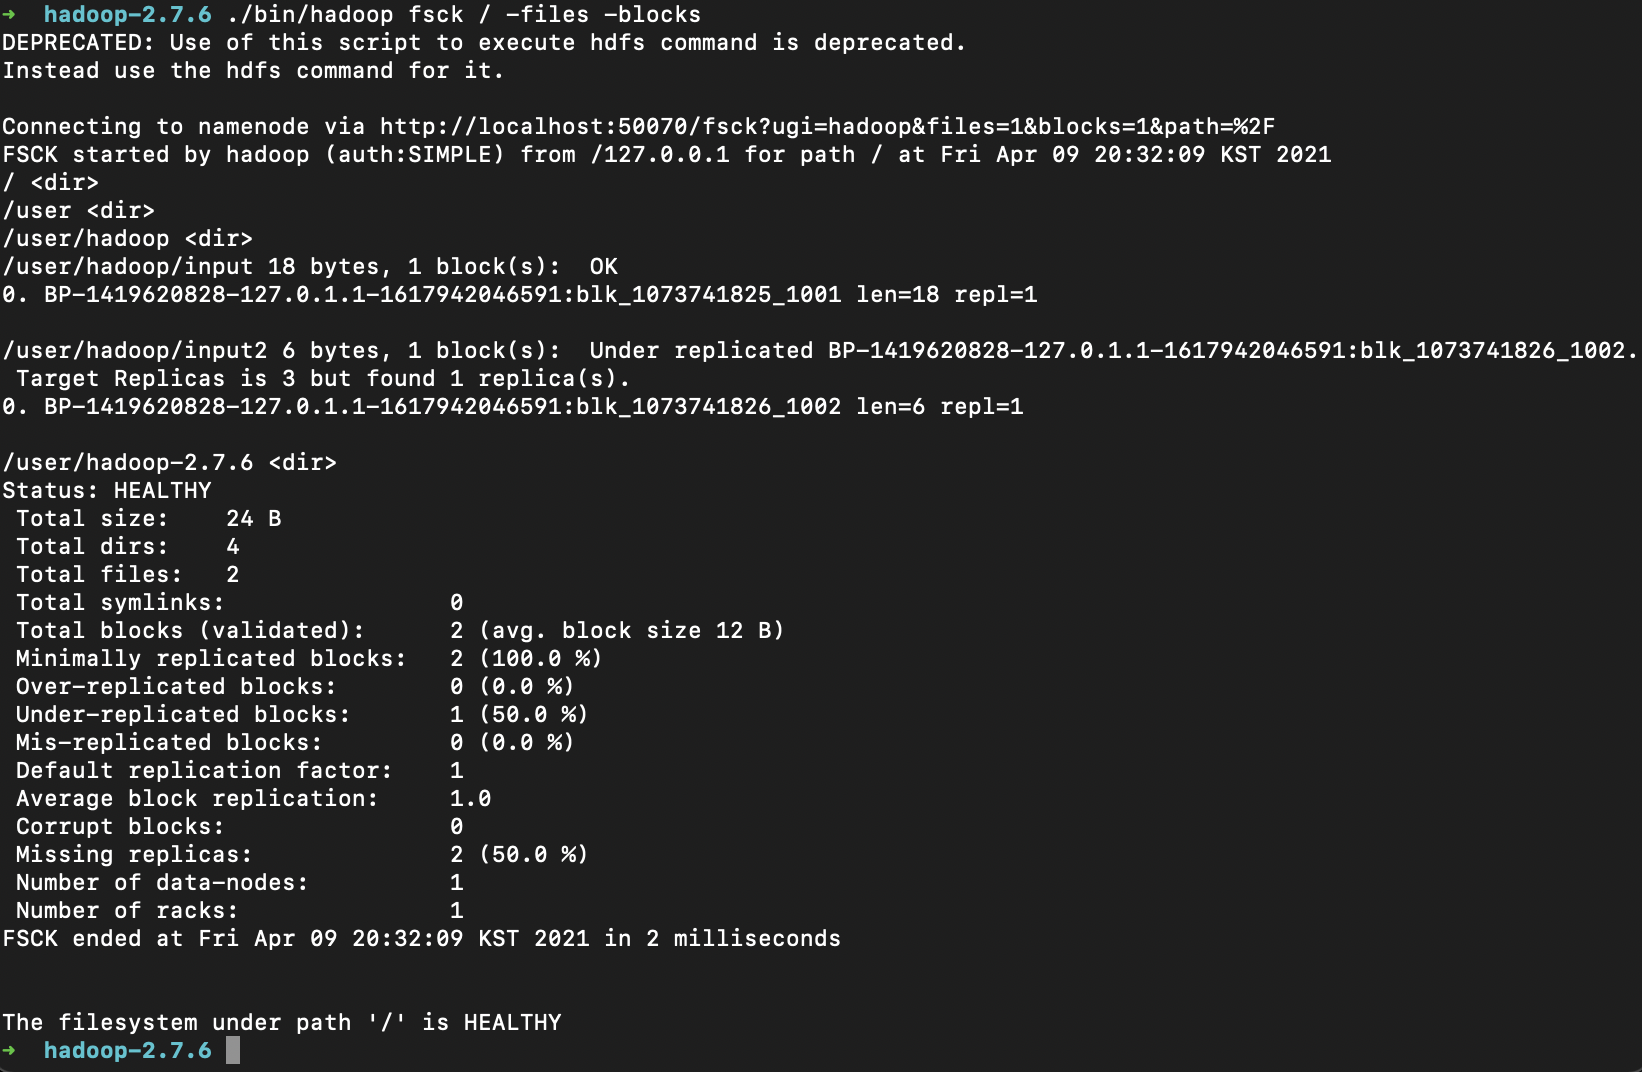 ➜  hadoop-2.7.6 ./bin/hadoop fsck / -files -blocks
DEPRECATED: Use of this script to execute hdfs command is deprecated.
Instead use the hdfs command for it.

Connecting to namenode via http://localhost:50070/fsck?ugi=hadoop&files=1&blocks=1&path=%2F
FSCK started by hadoop (auth:SIMPLE) from /127.0.0.1 for path / at Fri Apr 09 20:32:09 KST 2021
/ <dir>
/user <dir>
/user/hadoop <dir>
/user/hadoop/input 18 bytes, 1 block(s):  OK
0. BP-1419620828-127.0.1.1-1617942046591:blk_1073741825_1001 len=18 repl=1

/user/hadoop/input2 6 bytes, 1 block(s):  Under replicated BP-1419620828-127.0.1.1-1617942046591:blk_1073741826_1002.
 Target Replicas is 3 but found 1 replica(s).
0. BP-1419620828-127.0.1.1-1617942046591:blk_1073741826_1002 len=6 repl=1

/user/hadoop-2.7.6 <dir>
Status: HEALTHY
 Total size:    24 B
 Total dirs:    4
 Total files:   2
 Total symlinks:                0
 Total blocks (validated):      2 (avg. block size 12 B)
 Minimally replicated blocks:   2 (100.0 %)
 Over-replicated blocks:        0 (0.0 %)
 Under-replicated blocks:       1 (50.0 %)
 Mis-replicated blocks:         0 (0.0 %)
 Default replication factor:    1
 Average block replication:     1.0
 Corrupt blocks:                0
 Missing replicas:              2 (50.0 %)
 Number of data-nodes:          1
 Number of racks:               1
FSCK ended at Fri Apr 09 20:32:09 KST 2021 in 2 milliseconds


The filesystem under path '/' is HEALTHY
➜  hadoop-2.7.6